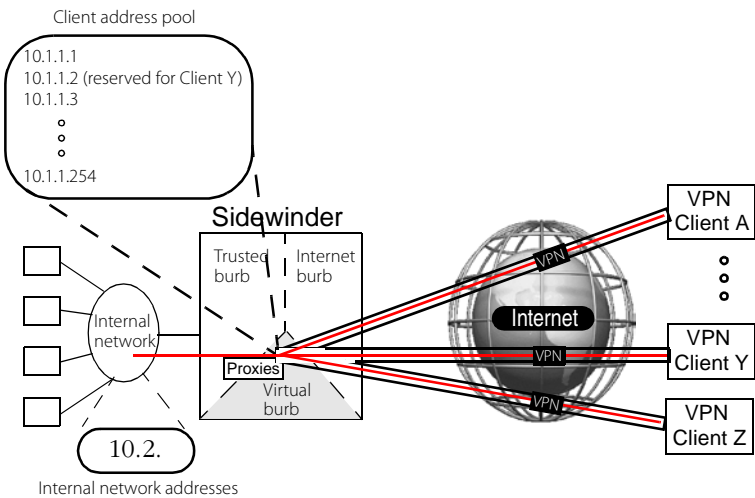 Client address pool
10.1.1.1
10.1.1.2 (reserved for Client Y)
10.1.1.3
10.1.1.254
Sidewinder
Trusted
burb
Internet
burb
VPN
Client A
VPN
Internal
network
Internet
VPN
VPN
Client Y
Proxies
Virtual
burb
VPN
VPN
Client Z
10.2.
Internal network addresses